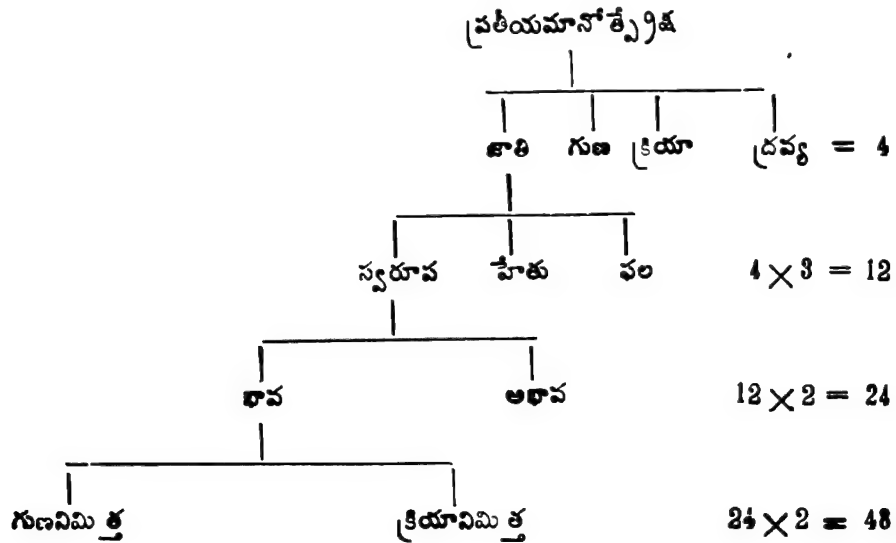 ప్రతీయమానోత్ప్రేక్ష
జాతి గుణ క్రియా ద్రవ్య = 4
స్వరూప హేతు ఫల 4 × 3 = 12
భావ అభావ 12 × 2 = 24
గుణనిమిత్త క్రియానిమిత్త 24 × 2 = 48